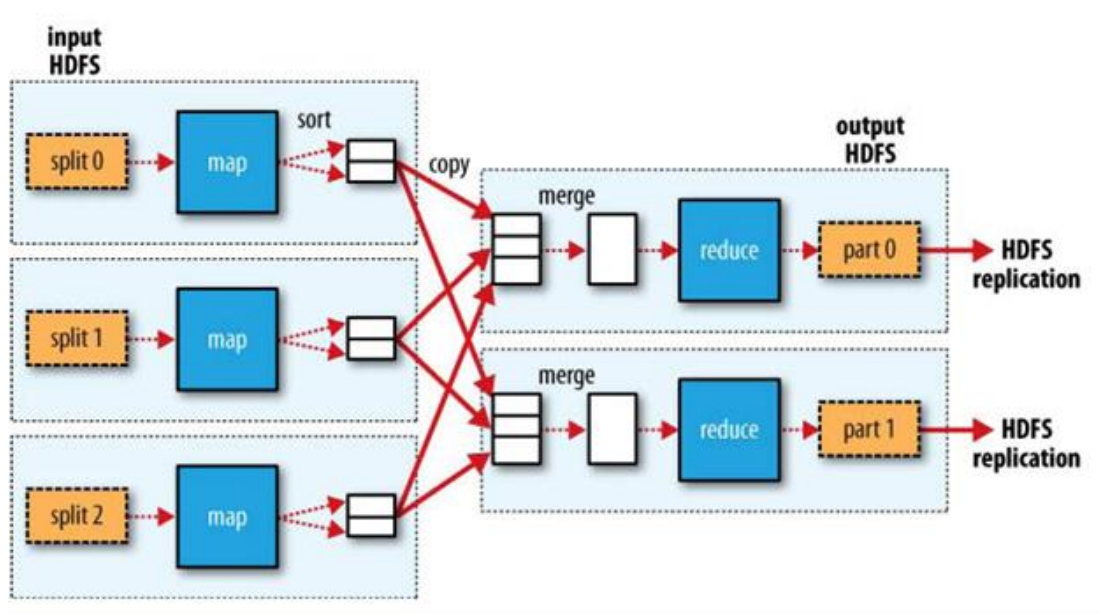 input
HDFS
split 0
map
sort
copy
split 1
map
split 2
map
output
HDFS
merge
reduce
part 0
HDFS
replication
merge
reduce
part 1
HDFS
replication